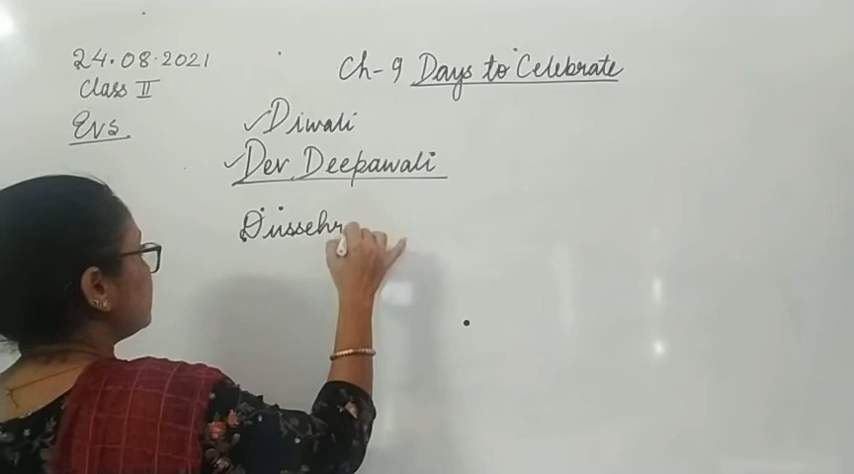 24.08.2021
Ch-9 Days to Celebrate
Class II
Evs.
✓Diwali
✓Dev Deepawali
Dussehr